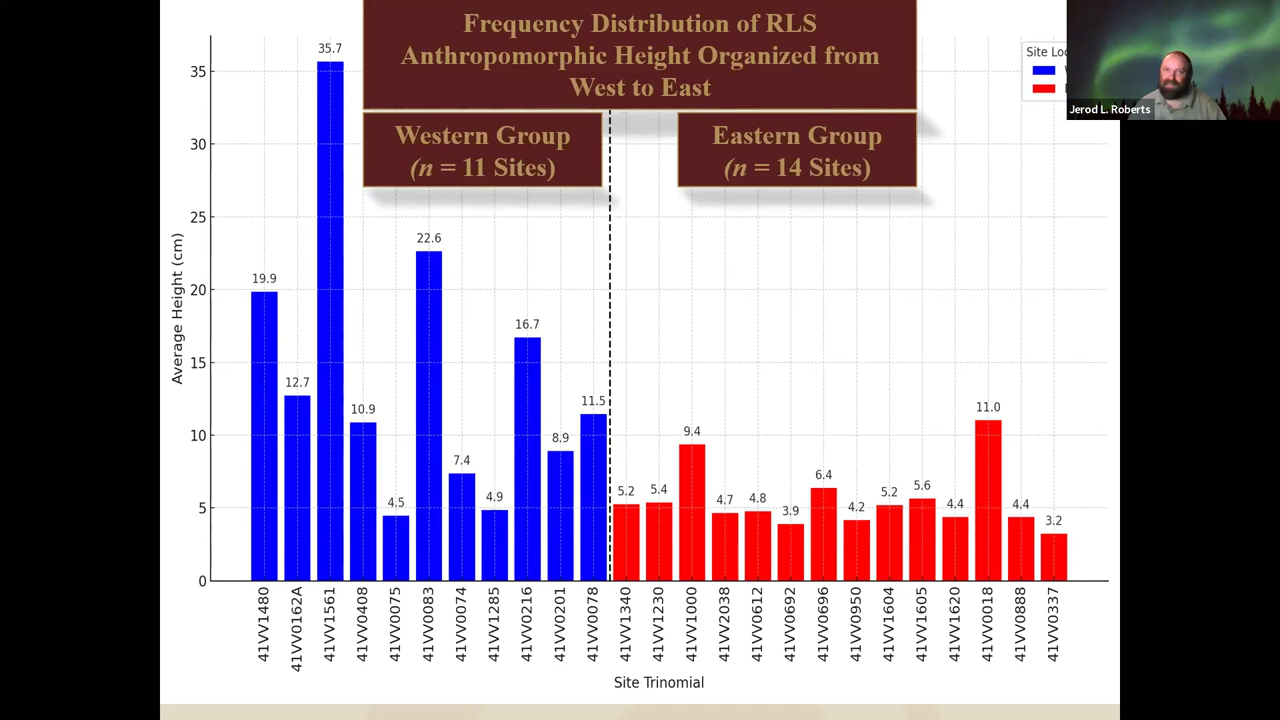 Frequency Distribution of RLS
Anthropomorphic Height Organized from
West to East
Western Group
(n = 11 Sites)
Eastern Group
(n = 14 Sites)
Site
Jerod L. Roberts
Average Height (cm)
35
30
25
20
15
10
5
0
19.9
12.7
35.7
10.9
4.5
22.6
7.4
4.9
16.7
8.9
11.5
5.2
5.4
9.4
4.7
4.8
3.9
6.4
4.2
5.2
5.6
4.4
11.0
4.4
3.2
41VV1480
41VV0162A
41VV1561
41VV0408
41VV0075
41VV0083
41VV0074
41VV1285
41VV0216
41VV0201
41VV0078
41VV1340
41VV1230
41VV1000
41VV2038
41VV0612
41VV0692
41VV0696
41VV0950
41VV1604
41VV1605
41VV1620
41VV0018
41VV0888
41VV0337
Site Trinomial